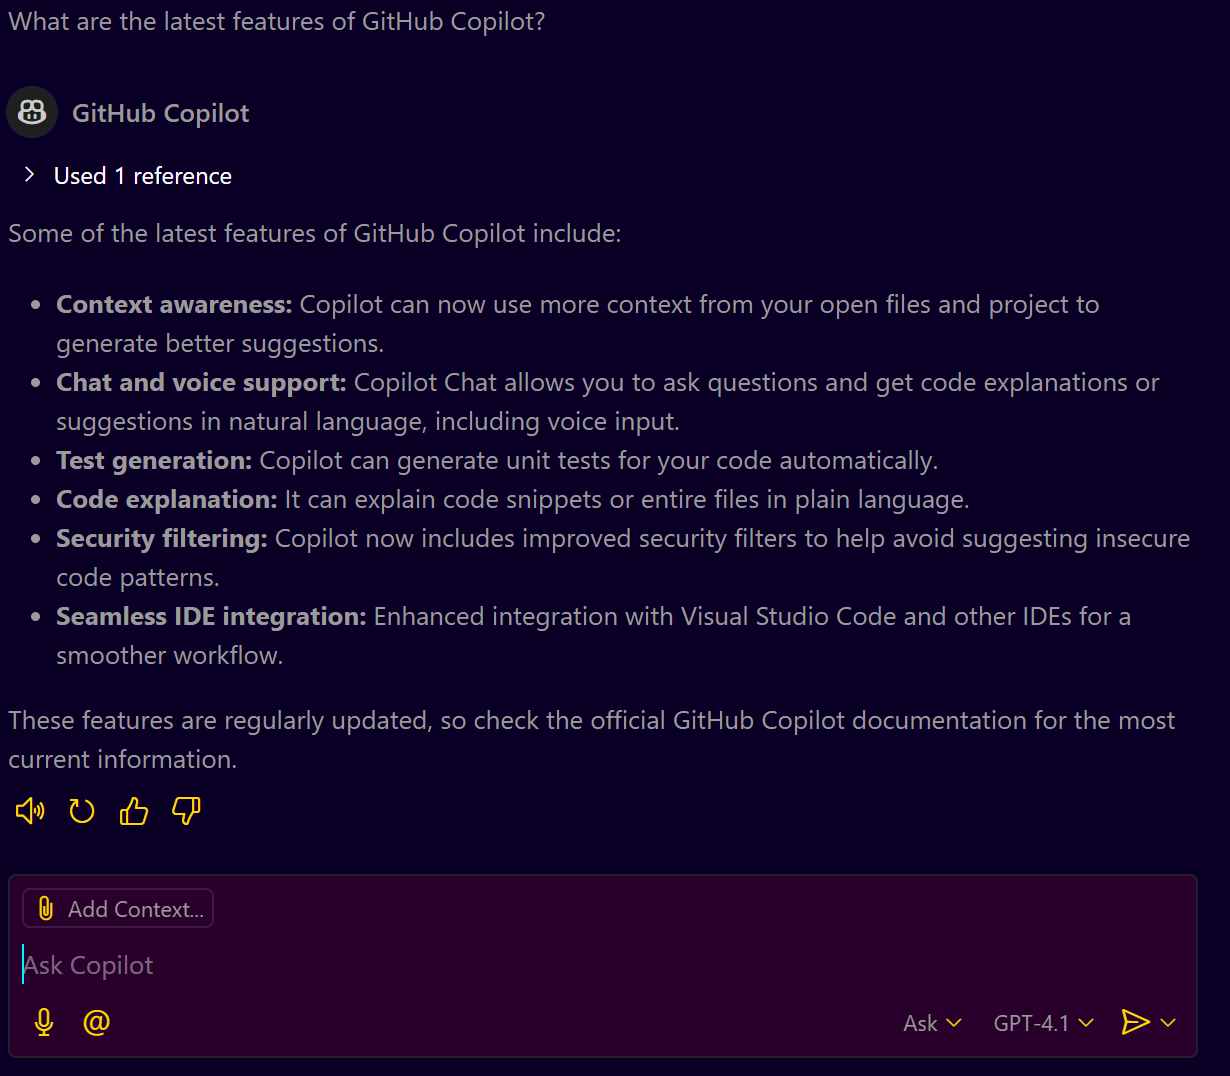 What are the latest features of GitHub Copilot?
GitHub Copilot
Used 1 reference
Some of the latest features of GitHub Copilot include:
• Context awareness: Copilot can now use more context from your open files and project to
generate better suggestions.
• Chat and voice support: Copilot Chat allows you to ask questions and get code explanations or
suggestions in natural language, including voice input.
• Test generation: Copilot can generate unit tests for your code automatically.
• Code explanation: It can explain code snippets or entire files in plain language.
• Security filtering: Copilot now includes improved security filters to help avoid suggesting insecure
code patterns.
• Seamless IDE integration: Enhanced integration with Visual Studio Code and other IDEs for a
smoother workflow.
These features are regularly updated, so check the official GitHub Copilot documentation for the most
current information.
Add Context...
Ask Copilot
@ Ask GPT-4.1